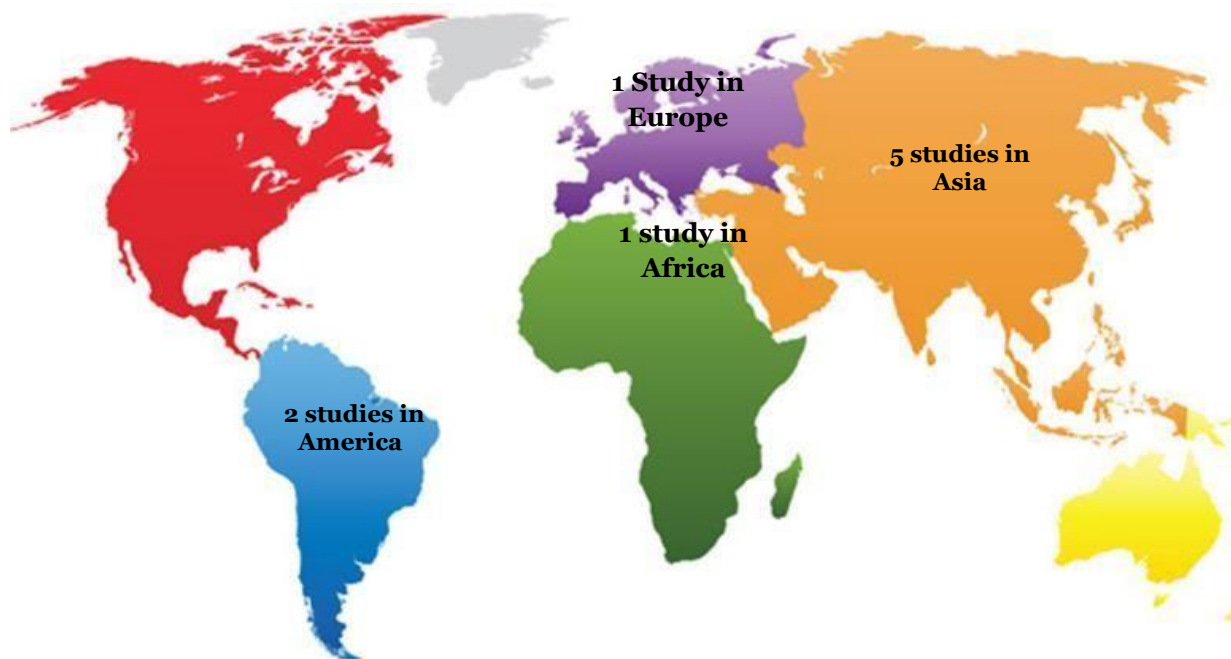 1 Study in
Europe
5 studies in
Asia
1 study in
Africa
2 studies in
America